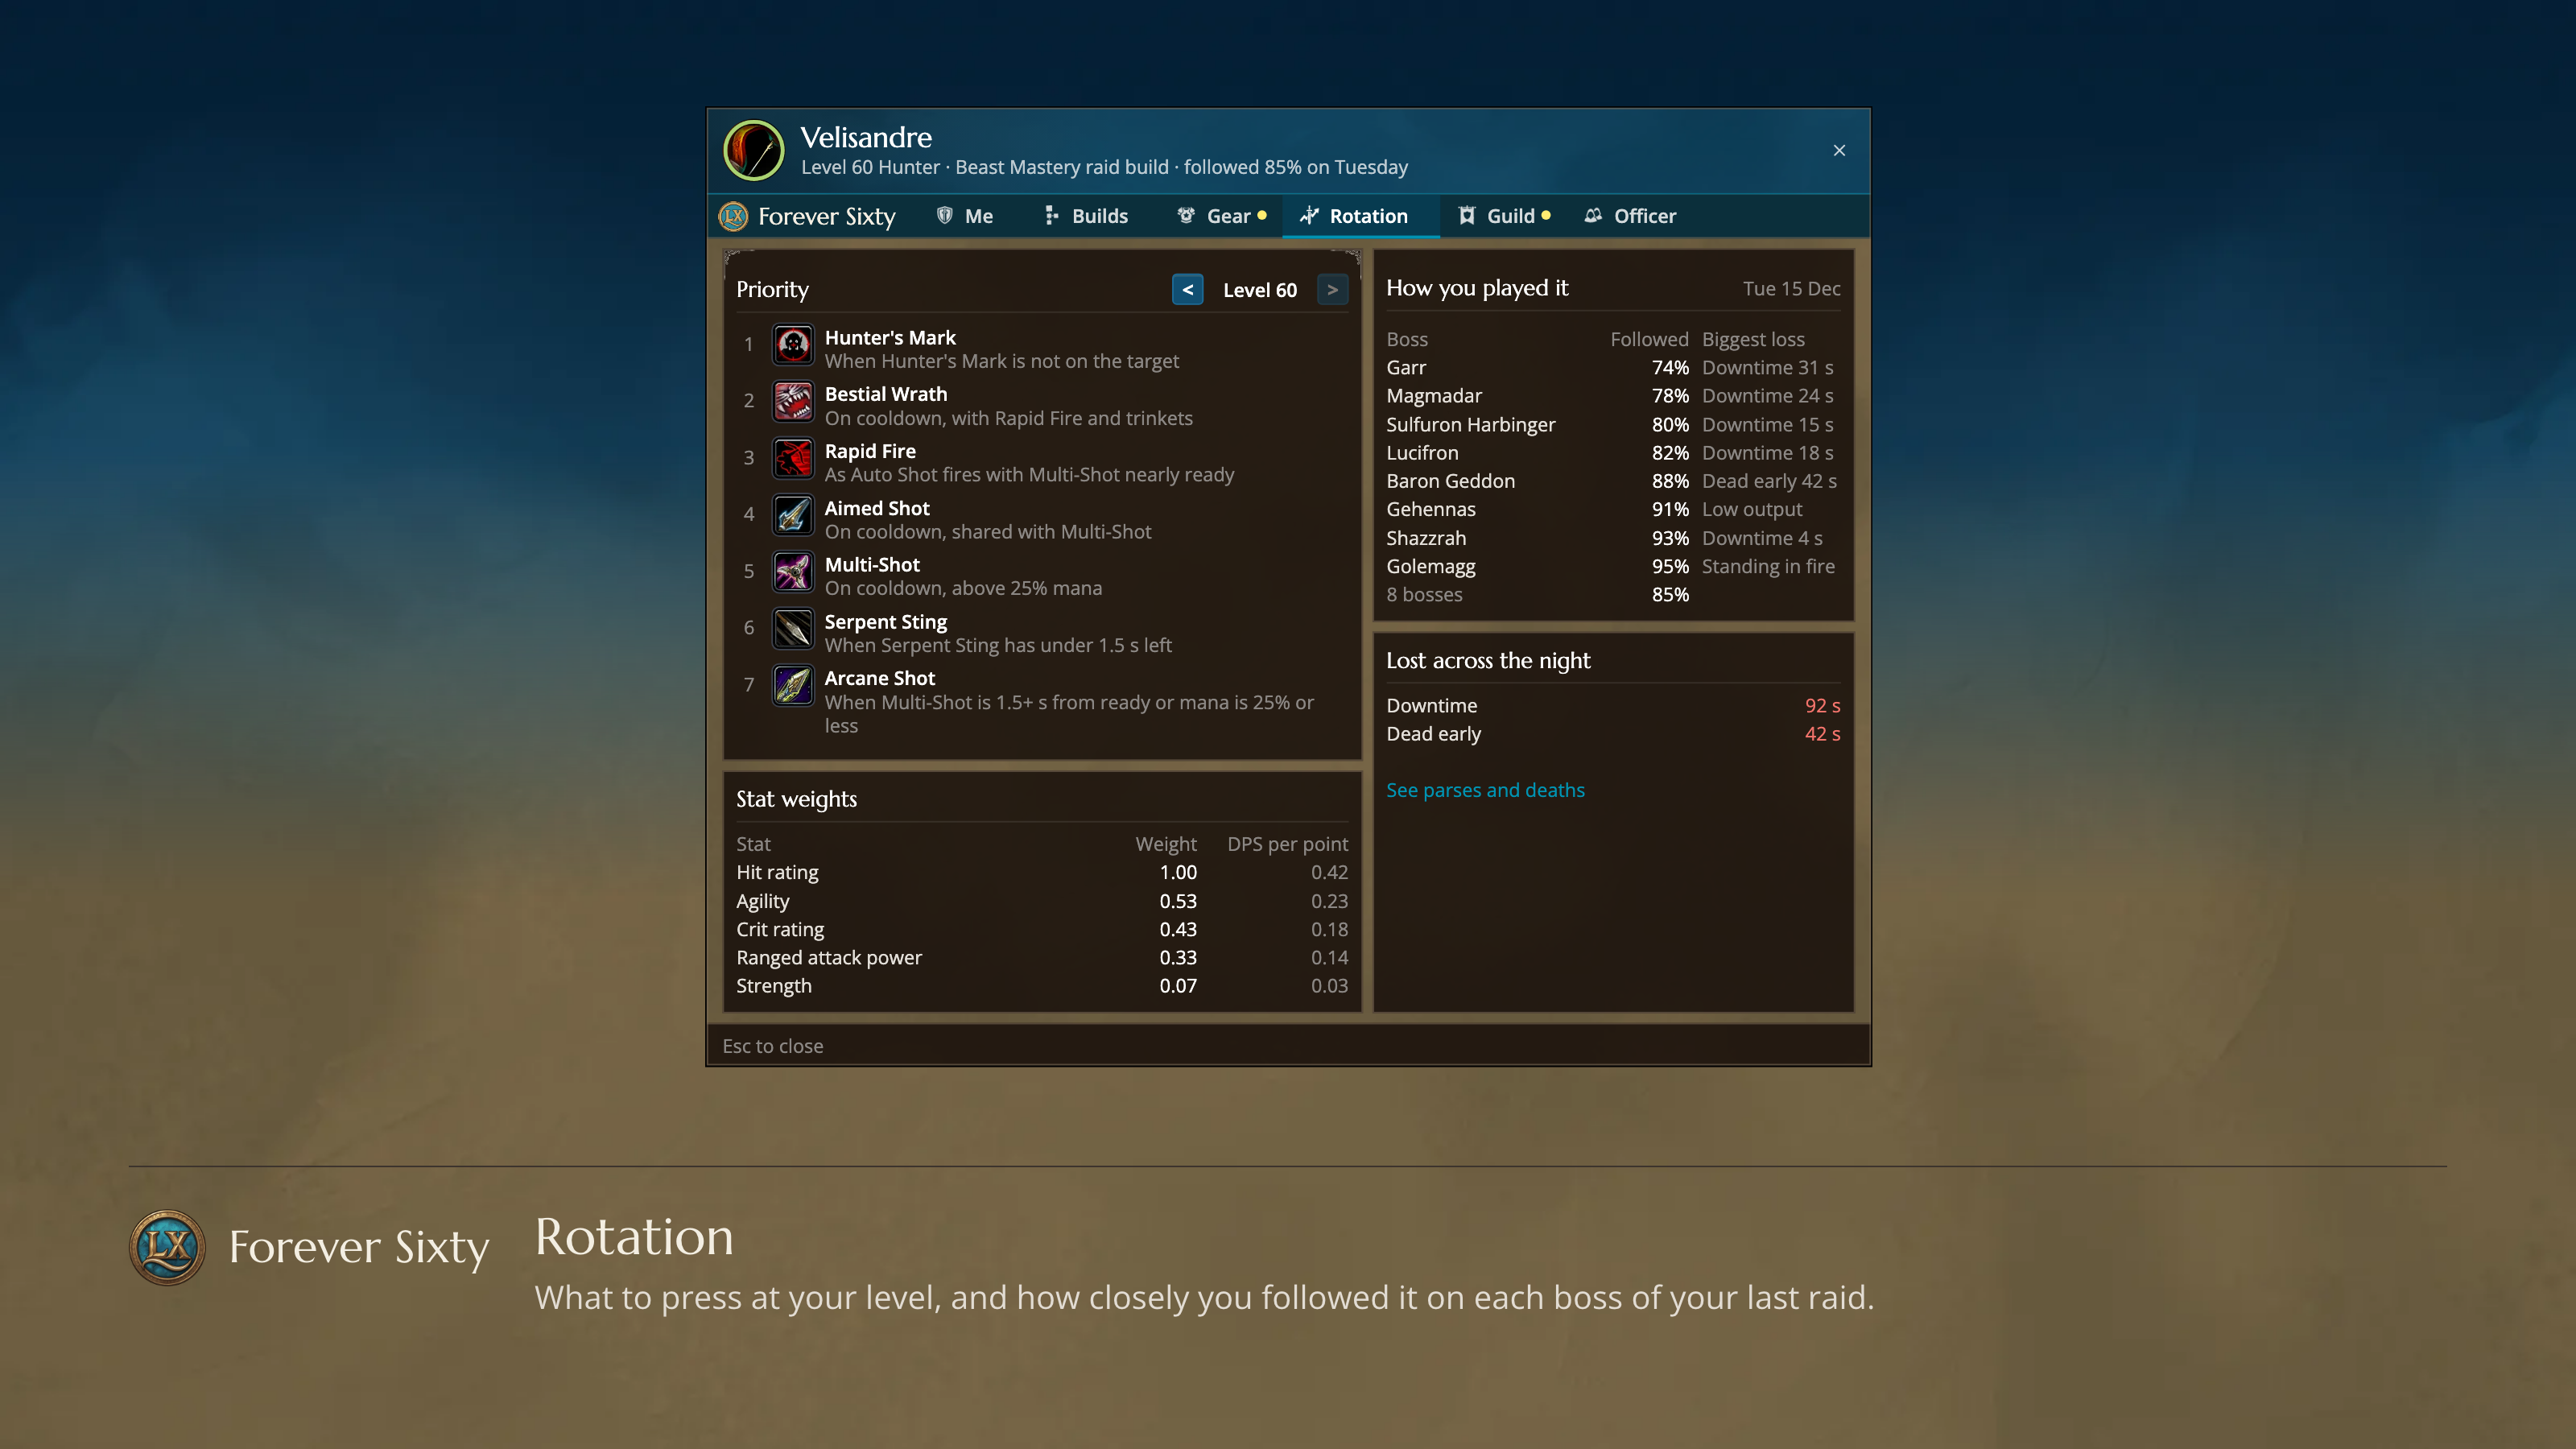 Velisandre
Level 60 Hunter · Beast Mastery raid build · followed 85% on Tuesday
×
LX Forever Sixty Me Builds Gear Rotation Guild Officer
Priority < Level 60 >
1 Hunter's Mark
When Hunter's Mark is not on the target
2 Bestial Wrath
On cooldown, with Rapid Fire and trinkets
3 Rapid Fire
As Auto Shot fires with Multi-Shot nearly ready
4 Aimed Shot
On cooldown, shared with Multi-Shot
5 Multi-Shot
On cooldown, above 25% mana
6 Serpent Sting
When Serpent Sting has under 1.5 s left
7 Arcane Shot
When Multi-Shot is 1.5+ s from ready or mana is 25% or
less
Stat weights
Stat Weight DPS per point
Hit rating 1.00 0.42
Agility 0.53 0.23
Crit rating 0.43 0.18
Ranged attack power 0.33 0.14
Strength 0.07 0.03
How you played it Tue 15 Dec
Boss Followed Biggest loss
Garr 74% Downtime 31 s
Magmadar 78% Downtime 24 s
Sulfuron Harbinger 80% Downtime 15 s
Lucifron 82% Downtime 18 s
Baron Geddon 88% Dead early 42 s
Gehennas 91% Low output
Shazzrah 93% Downtime 4 s
Golemagg 95% Standing in fire
8 bosses 85%
Lost across the night
Downtime 92 s
Dead early 42 s
See parses and deaths
Esc to close
LX Forever Sixty
Rotation
What to press at your level, and how closely you followed it on each boss of your last raid.